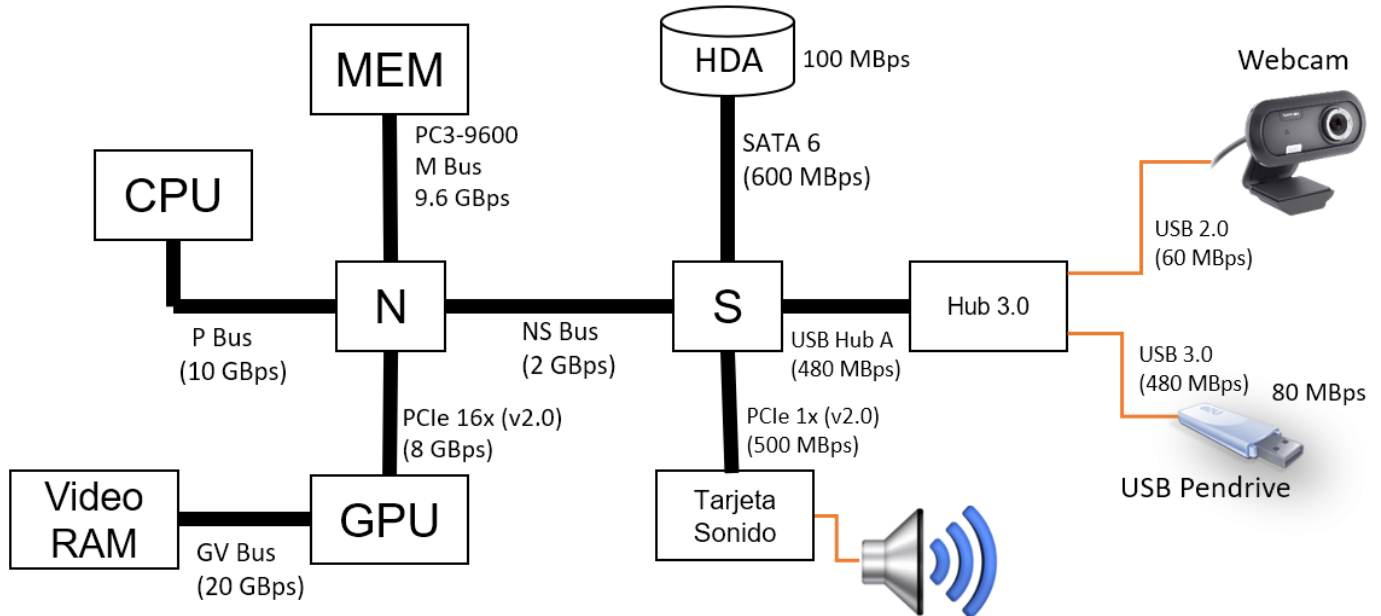 MEM
PC3-9600
M Bus
9.6 GBps
CPU
P Bus
(10 GBps)
N
NS Bus
(2 GBps)
PCIe 16x (v2.0)
(8 GBps)
Video
RAM
GV Bus
(20 GBps)
GPU
HDA
100 MBps
SATA 6
(600 MBps)
S
USB Hub A
(480 MBps)
PCIe 1x (v2.0)
(500 MBps)
Tarjeta
Sonido
Hub 3.0
Webcam
USB 2.0
(60 MBps)
USB 3.0
(480 MBps)
80 MBps
USB Pendrive